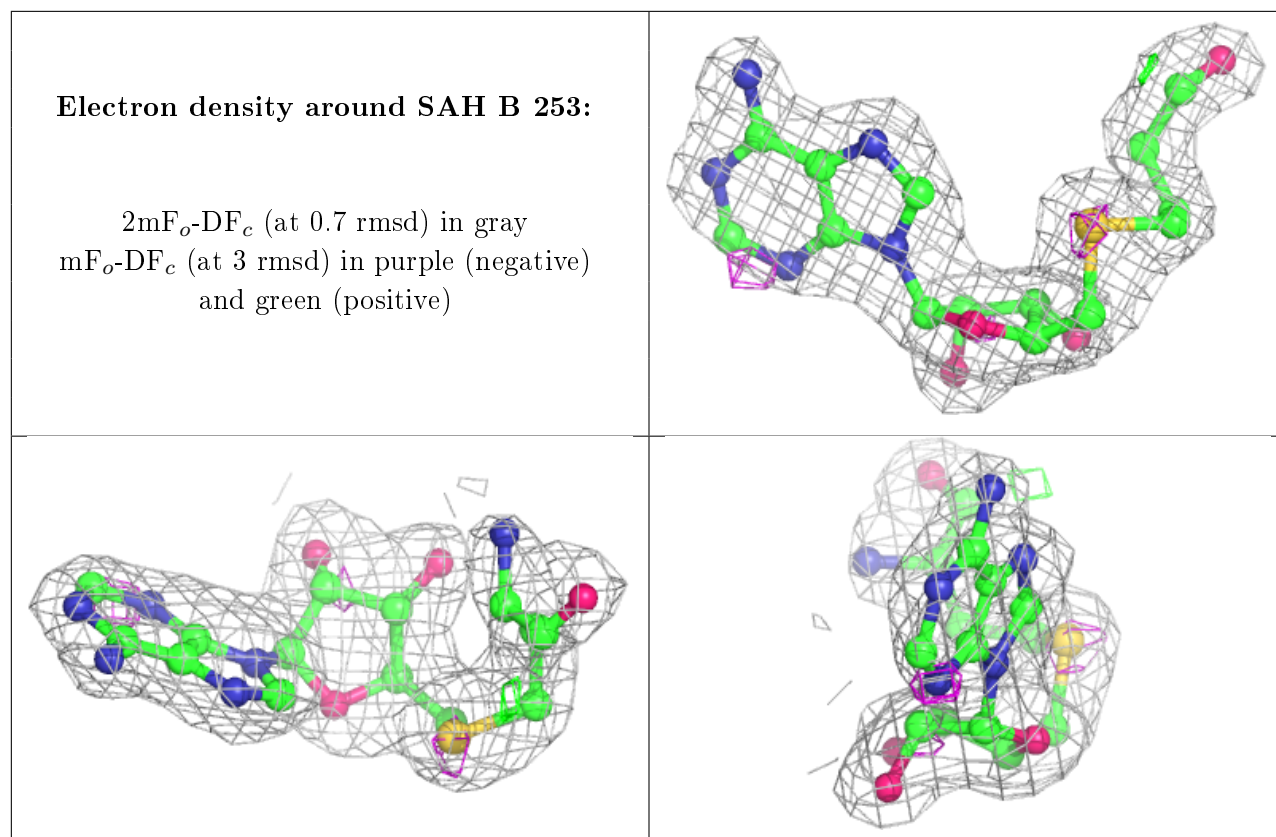 Electron density around SAH B 253:
2mFₒ-DF𝒸 (at 0.7 rmsd) in gray
mFₒ-DF𝒸 (at 3 rmsd) in purple (negative)
and green (positive)